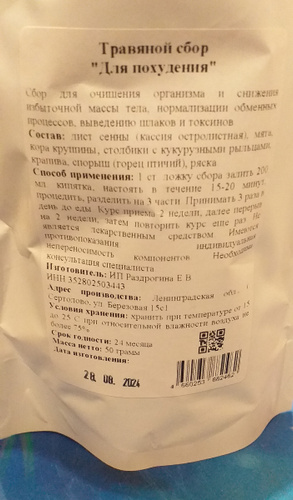 Травяной сбор
"Для похудения"
Сбор для очищения организма и снижения
избыточной массы тела, нормализации обменных
процессов, выведению шлаков и токсинов
Состав: лист сенны (кассия остролистная), мята,
кора крушины, столбики с кукурузными рыльцами,
крапива, спорыш (горец птичий), ряска
Способ применения: 1 ст ложку сбора залить 200
мл кипятка, настоять в течение 15-20 минут,
процедить, разделить на 3 части Принимать 3 раза в
день до еды Курс приема 2 недели, далее перерыв
на 2 недели, затем повторить курс еще раз Не
является лекарственным средством Имеются
противопоказания индивидуальная
непереносимость компонентов Необходима
консультация специалиста
Изготовитель: ИП Раздрогина Е В
ИНН 352802503443
Адрес производства: Ленинградская обл., г
Сертолово, ул Березовая 15с1
Условия хранения: хранить при температуре от 15
до 25 С при относительной влажности воздуха не
более 75%
Срок годности: 24 месяца
Масса нетто: 50 грамм
Дата изготовления:
28. 08. 2024